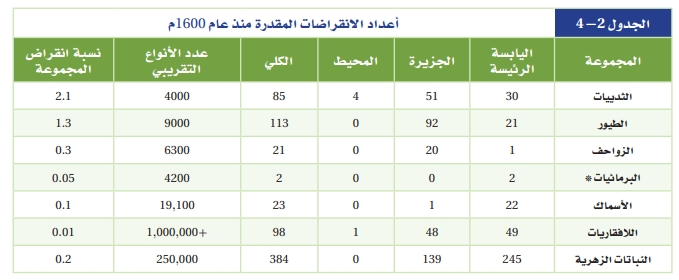 الجدول 2–4 أعداد الانقراضات المقدرة منذ عام 1600م
المجموعة اليابسة الرئيسة الجزيرة المحيط الكلي عدد الأنواع التقريبي نسبة انقراض المجموعة
الثدييات 30 51 4 85 4000 2.1
الطيور 21 92 0 113 9000 1.3
الزواحف 1 20 0 21 6300 0.3
البرمائيات* 2 0 0 2 4200 0.05
الأسماك 22 1 0 23 19,100 0.1
اللافقاريات 49 48 1 98 1,000,000+ 0.01
النباتات الزهرية 245 139 0 384 250,000 0.2